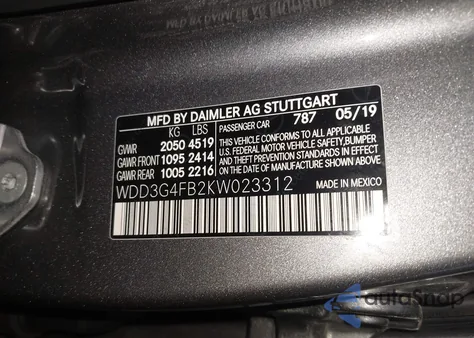 MFD BY DAIMLER AG STUTTGART
KG LBS PASSENGER CAR 787 05/19
GVWR 2050 4519
GAWR FRONT 1095 2414
GAWR REAR 1005 2216
THIS VEHICLE CONFORMS TO ALL APPLICABLE
U.S. FEDERAL MOTOR VEHICLE SAFETY, BUMPER
AND THEFT PREVENTION STANDARDS IN EFFECT
ON THE DATE OF MANUFACTURE SHOWN ABOVE.
WDD3G4FB2KW023312 MADE IN MEXICO
autoSnap